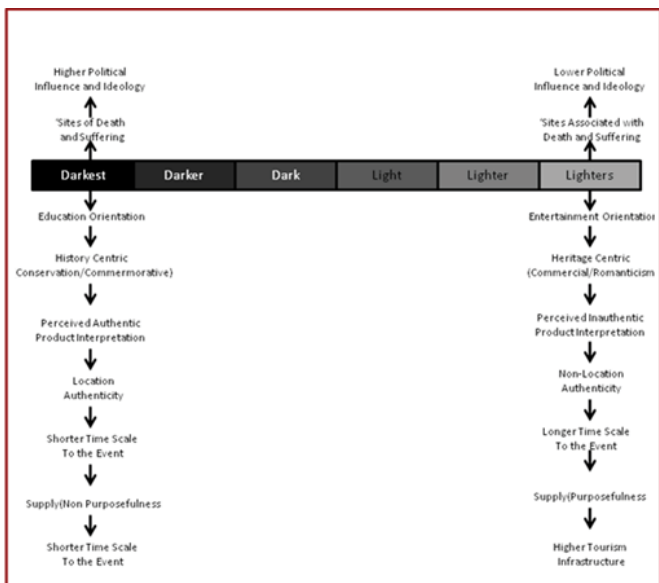 Higher Political
Influence and Ideology
'Sites of Death
and Suffering
Lower Political
Influence and Ideology
'Sites Associated with
Death and Suffering
Darkest
Darker
Dark
Light
Lighter
Lighters
Education Orientation
History Centric
Conservation/Commermorative)
Perceived Authentic
Product Interpretation
Location
Authenticity
Shorter Time Scale
To the Event
Supply(Non Purposefulness
Shorter Time Scale
To the Event
Entertainment Orientation
Heritage Centric
(Commercial/Romanticism
Perceived Inauthentic
Product Interpretation
Non-Location
Authenticity
Longer Time Scale
To the Event
Supply(Purposefulness
Higher Tourism
Infrastructure